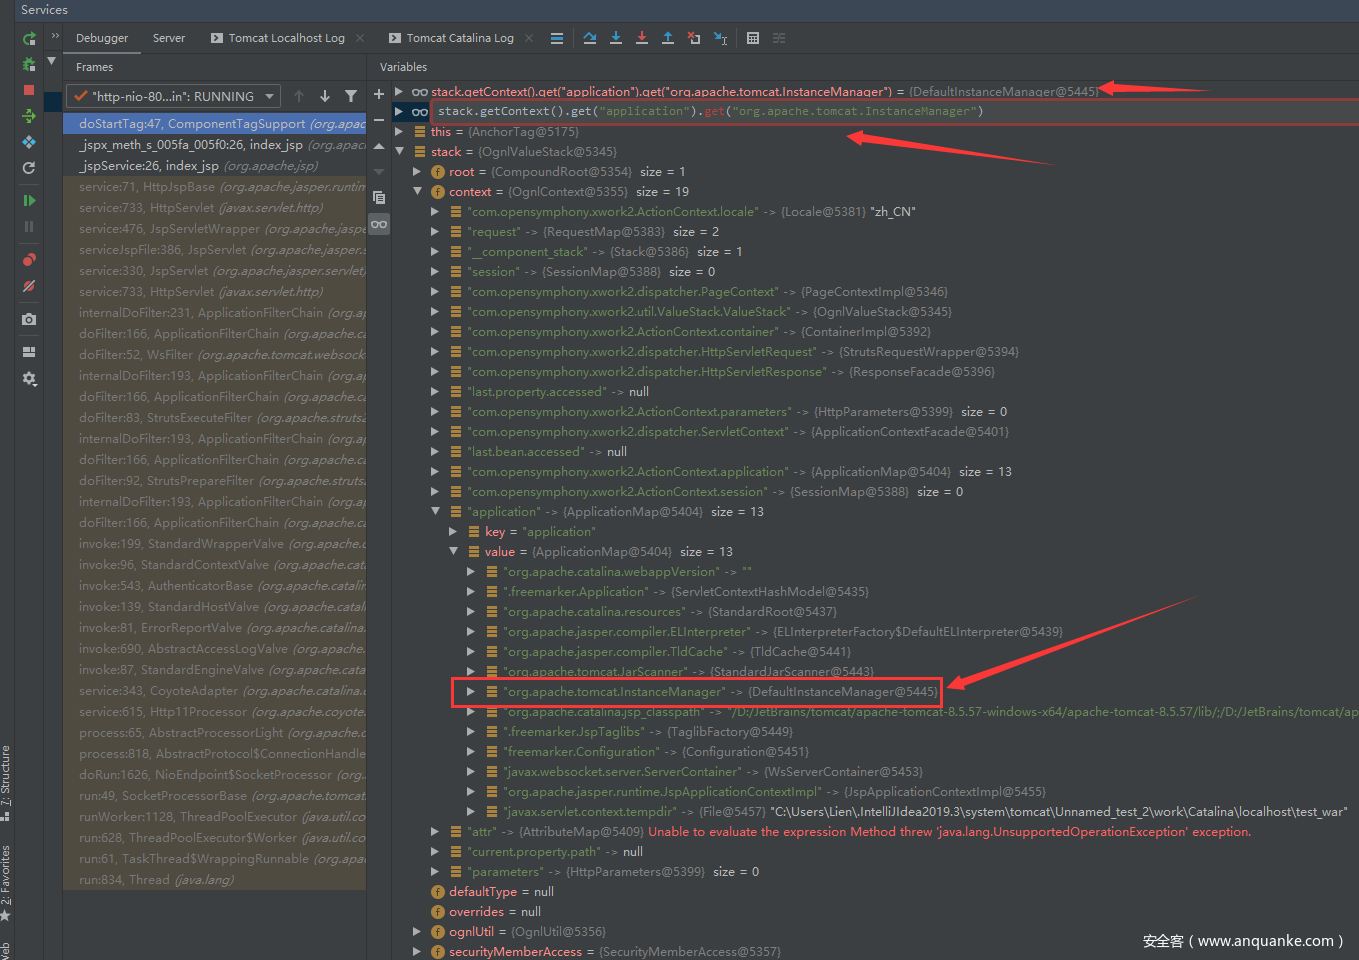 Services
Debugger
Server
Tomcat Localhost Log
Tomcat Catalina Log
Frames
Variables
"http-nio-80...in": RUNNING
doStartTag:47, ComponentTagSupport (org.apac
_jspx_meth_s_005fa_005f0:26, index_jsp (org.apac
_jspService:26, index_jsp (org.apache.jsp)
service:71, HttpJspBase (org.apache.jasper.runtim
service:733, HttpServlet (javax.servlet.http)
service:476, JspServletWrapper (org.apache.jaspe
serviceJspFile:386, JspServlet (org.apache.jasper.s
service:330, JspServlet (org.apache.jasper.servlet)
service:733, HttpServlet (javax.servlet.http)
internalDoFilter:231, ApplicationFilterChain (org.a
doFilter:166, ApplicationFilterChain (org.apache.ca
doFilter:52, WsFilter (org.apache.tomcat.websock
internalDoFilter:193, ApplicationFilterChain (org.a
doFilter:166, ApplicationFilterChain (org.apache.ca
doFilter:83, StrutsExecuteFilter (org.apache.struts2
internalDoFilter:193, ApplicationFilterChain (org.a
doFilter:166, ApplicationFilterChain (org.apache.ca
doFilter:92, StrutsPrepareFilter (org.apache.struts
internalDoFilter:193, ApplicationFilterChain (org.a
doFilter:166, ApplicationFilterChain (org.apache.ca
invoke:199, StandardWrapperValve (org.apache.c
invoke:96, StandardContextValve (org.apache.cata
invoke:543, AuthenticatorBase (org.apache.catalin
invoke:139, StandardHostValve (org.apache.catal
invoke:81, ErrorReportValve (org.apache.catalina.
invoke:690, AbstractAccessLogValve (org.apache.c
invoke:87, StandardEngineValve (org.apache.catal
service:343, CoyoteAdapter (org.apache.catalina.c
service:615, Http11Processor (org.apache.coyote.
process:65, AbstractProcessorLight (org.apache.co
process:818, AbstractProtocol$ConnectionHandle
doRun:1626, NioEndpoint$SocketProcessor (org.a
run:49, SocketProcessorBase (org.apache.tomcat.
runWorker:1128, ThreadPoolExecutor (java.util.co
run:628, ThreadPoolExecutor$Worker (java.util.co
run:61, TaskThread$WrappingRunnable (org.apa
run:834, Thread (java.lang)
stack.getContext().get("application").get("org.apache.tomcat.InstanceManager") = {DefaultInstanceManager@5445}
stack.getContext().get("application").get("org.apache.tomcat.InstanceManager")
this = {AnchorTag@5175}
stack = {OgnlValueStack@5345}
root = {CompoundRoot@5354} size = 1
context = {OgnlContext@5355} size = 19
"com.opensymphony.xwork2.ActionContext.locale" -> {Locale@5381} "zh_CN"
"request" -> {RequestMap@5383} size = 2
"__component_stack" -> {Stack@5386} size = 1
"session" -> {SessionMap@5388} size = 0
"com.opensymphony.xwork2.dispatcher.PageContext" -> {PageContextImpl@5346}
"com.opensymphony.xwork2.util.ValueStack.ValueStack" -> {OgnlValueStack@5345}
"com.opensymphony.xwork2.ActionContext.container" -> {ContainerImpl@5392}
"com.opensymphony.xwork2.dispatcher.HttpServletRequest" -> {StrutsRequestWrapper@5394}
"com.opensymphony.xwork2.dispatcher.HttpServletResponse" -> {ResponseFacade@5396}
"last.property.accessed" -> null
"com.opensymphony.xwork2.ActionContext.parameters" -> {HttpParameters@5399} size = 0
"com.opensymphony.xwork2.dispatcher.ServletContext" -> {ApplicationContextFacade@5401}
"last.bean.accessed" -> null
"com.opensymphony.xwork2.ActionContext.application" -> {ApplicationMap@5404} size = 13
"com.opensymphony.xwork2.ActionContext.session" -> {SessionMap@5388} size = 0
"application" -> {ApplicationMap@5404} size = 13
key = "application"
value = {ApplicationMap@5404} size = 13
"org.apache.catalina.webappVersion" -> ""
".freemarker.Application" -> {ServletContextHashModel@5435}
"org.apache.catalina.resources" -> {StandardRoot@5437}
"org.apache.jasper.compiler.ELInterpreter" -> {ELInterpreterFactory$DefaultELInterpreter@5439}
"org.apache.jasper.compiler.TldCache" -> {TldCache@5441}
"org.apache.tomcat.JarScanner" -> {StandardJarScanner@5443}
"org.apache.tomcat.InstanceManager" -> {DefaultInstanceManager@5445}
"org.apache.catalina.jsp_classpath" -> "/D:/JetBrains/tomcat/apache-tomcat-8.5.57-windows-x64/apache-tomcat-8.5.57/lib/;/D:/JetBrains/tomcat/ap
".freemarker.JspTaglibs" -> {TaglibFactory@5449}
"freemarker.Configuration" -> {Configuration@5451}
"javax.websocket.server.ServerContainer" -> {WsServerContainer@5453}
"org.apache.jasper.runtime.JspApplicationContextImpl" -> {JspApplicationContextImpl@5455}
"javax.servlet.context.tempdir" -> {File@5457} "C:\Users\Lien\.IntelliJIdea2019.3\system\tomcat\Unnamed_test_2\work\Catalina\localhost\test_war"
"attr" -> {AttributeMap@5409} Unable to evaluate the expression Method threw 'java.lang.UnsupportedOperationException' exception.
"current.property.path" -> null
"parameters" -> {HttpParameters@5399} size = 0
defaultType = null
overrides = null
ognlUtil = {OgnlUtil@5356}
securityMemberAccess = {SecurityMemberAccess@5357}
7: Structure
2: Favorites
Web
安全客（www.anquanke.com）